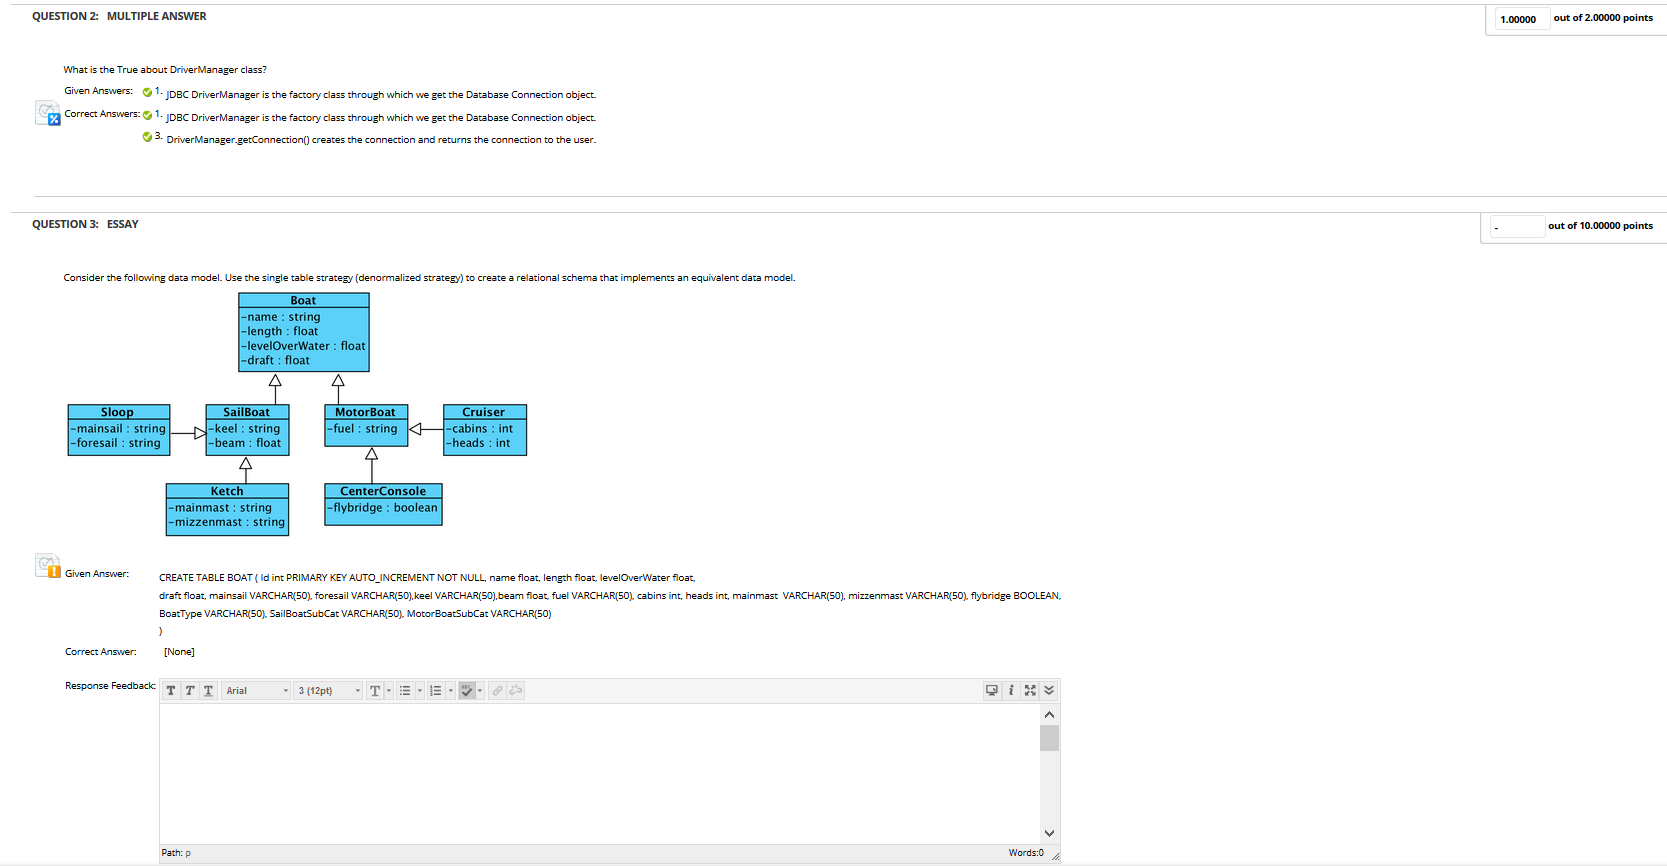 QUESTION 2: MULTIPLE ANSWER
1.00000 out of 2.00000 points
What is the True about DriverManager class?
Given Answers: 1. JDBC DriverManager is the factory class through which we get the Database Connection object.
Correct Answers: 1. JDBC DriverManager is the factory class through which we get the Database Connection object.
3. DriverManager.getConnection() creates the connection and returns the connection to the user.
QUESTION 3: ESSAY
- out of 10.00000 points
Consider the following data model. Use the single table strategy (denormalized strategy) to create a relational schema that implements an equivalent data model.
Boat
-name : string
-length : float
-levelOverWater : float
-draft : float
Sloop
-mainsail : string
-foresail : string
SailBoat
-keel : string
-beam : float
MotorBoat
-fuel : string
Cruiser
-cabins : int
-heads : int
Ketch
-mainmast : string
-mizzenmast : string
CenterConsole
-flybridge : boolean
Given Answer: CREATE TABLE BOAT ( Id int PRIMARY KEY AUTO_INCREMENT NOT NULL, name float, length float, levelOverWater float,
draft float, mainsail VARCHAR(50), foresail VARCHAR(50),keel VARCHAR(50),beam float, fuel VARCHAR(50), cabins int, heads int, mainmast VARCHAR(50), mizzenmast VARCHAR(50), flybridge BOOLEAN,
BoatType VARCHAR(50), SailBoatSubCat VARCHAR(50), MotorBoatSubCat VARCHAR(50)
)
Correct Answer: [None]
Response Feedback:
T T T Arial 3 (12pt) T
Path: p
Words:0